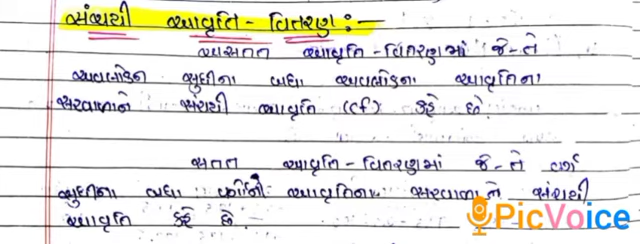 સંચયી આવૃત્તિ - વિતરણ :-
અસતત આવૃત્તિ - વિતરણમાં જે-તે
અવલોકન સુધીના બધા અવલોકના આવૃતિના
સરવાળાને સંચયી આવૃત્તિ (cf) કહે છે.
સતત આવૃત્તિ - વિતરણમાં જે-તે વર્ગ
સુધીના બધા વર્ગોની આવૃતિના સરવાળાને સંચયી
આવૃત્તિ કહે છે.
PicVoice